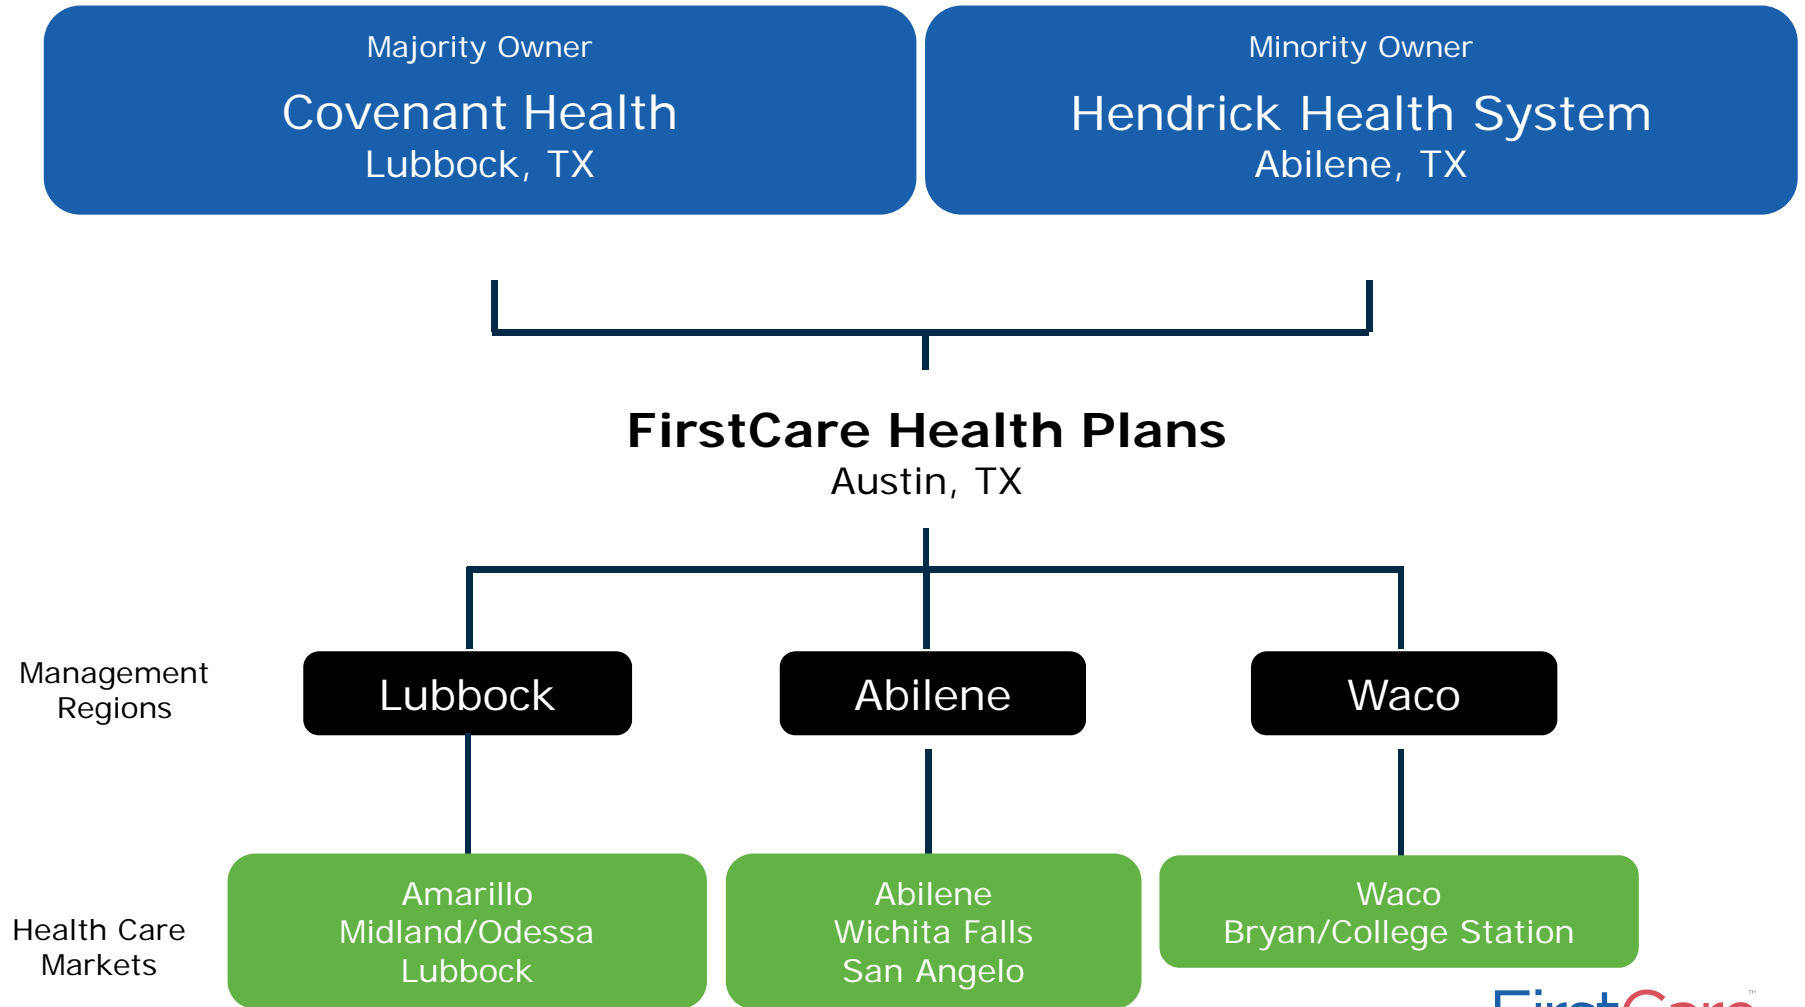 Majority Owner
Covenant Health
Lubbock, TX
Minority Owner
Hendrick Health System
Abilene, TX
FirstCare Health Plans
Austin, TX
Management
Regions
Lubbock
Abilene
Waco
Health Care
Markets
Amarillo
Midland/Odessa
Lubbock
Abilene
Wichita Falls
San Angelo
Waco
Bryan/College Station
FirstCare™